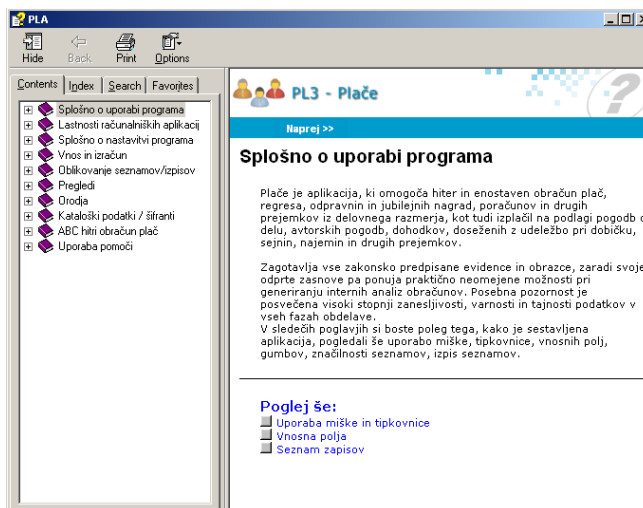 PLA
Hide
Back
Print
Options
Contents
Index
Search
Favorites
Splošno o uporabi programa
Lastnosti računalniških aplikacij
Splošno o nastavitvi programa
Vnos in izračun
Oblikovanje seznamov/izpisov
Pregledi
Orodja
Kataloški podatki / šifranti
ABC hitri obračun plač
Uporaba pomoči
PL3 - Plače
Naprej >>
Splošno o uporabi programa
Plače je aplikacija, ki omogoča hiter in enostaven obračun plač,
regresa, odpravnin in jubilejnih nagrad, poračunov in drugih
prejemkov iz delovnega razmerja, kot tudi izplačil na podlagi pogodb o
delu, avtorskih pogodb, dohodkov, doseženih z udeležbo pri dobičku,
sejnin, najemin in drugih prejemkov.
Zagotavlja vse zakonsko predpisane evidence in obrazce, zaradi svoje
odprte zasnove pa ponuja praktično neomejene možnosti pri
generiranju internih analiz obračunov. Posebna pozornost je
posvečena visoki stopnji zanesljivosti, varnosti in tajnosti podatkov v
vseh fazah obdelave.
V sledečih poglavjih si boste poleg tega, kako je sestavljena
aplikacija, pogledali še uporabo miške, tipkovnice, vnosnih polj,
gumbov, značilnosti seznamov, izpis seznamov.
Poglej še:
Uporaba miške in tipkovnice
Vnosna polja
Seznam zapisov